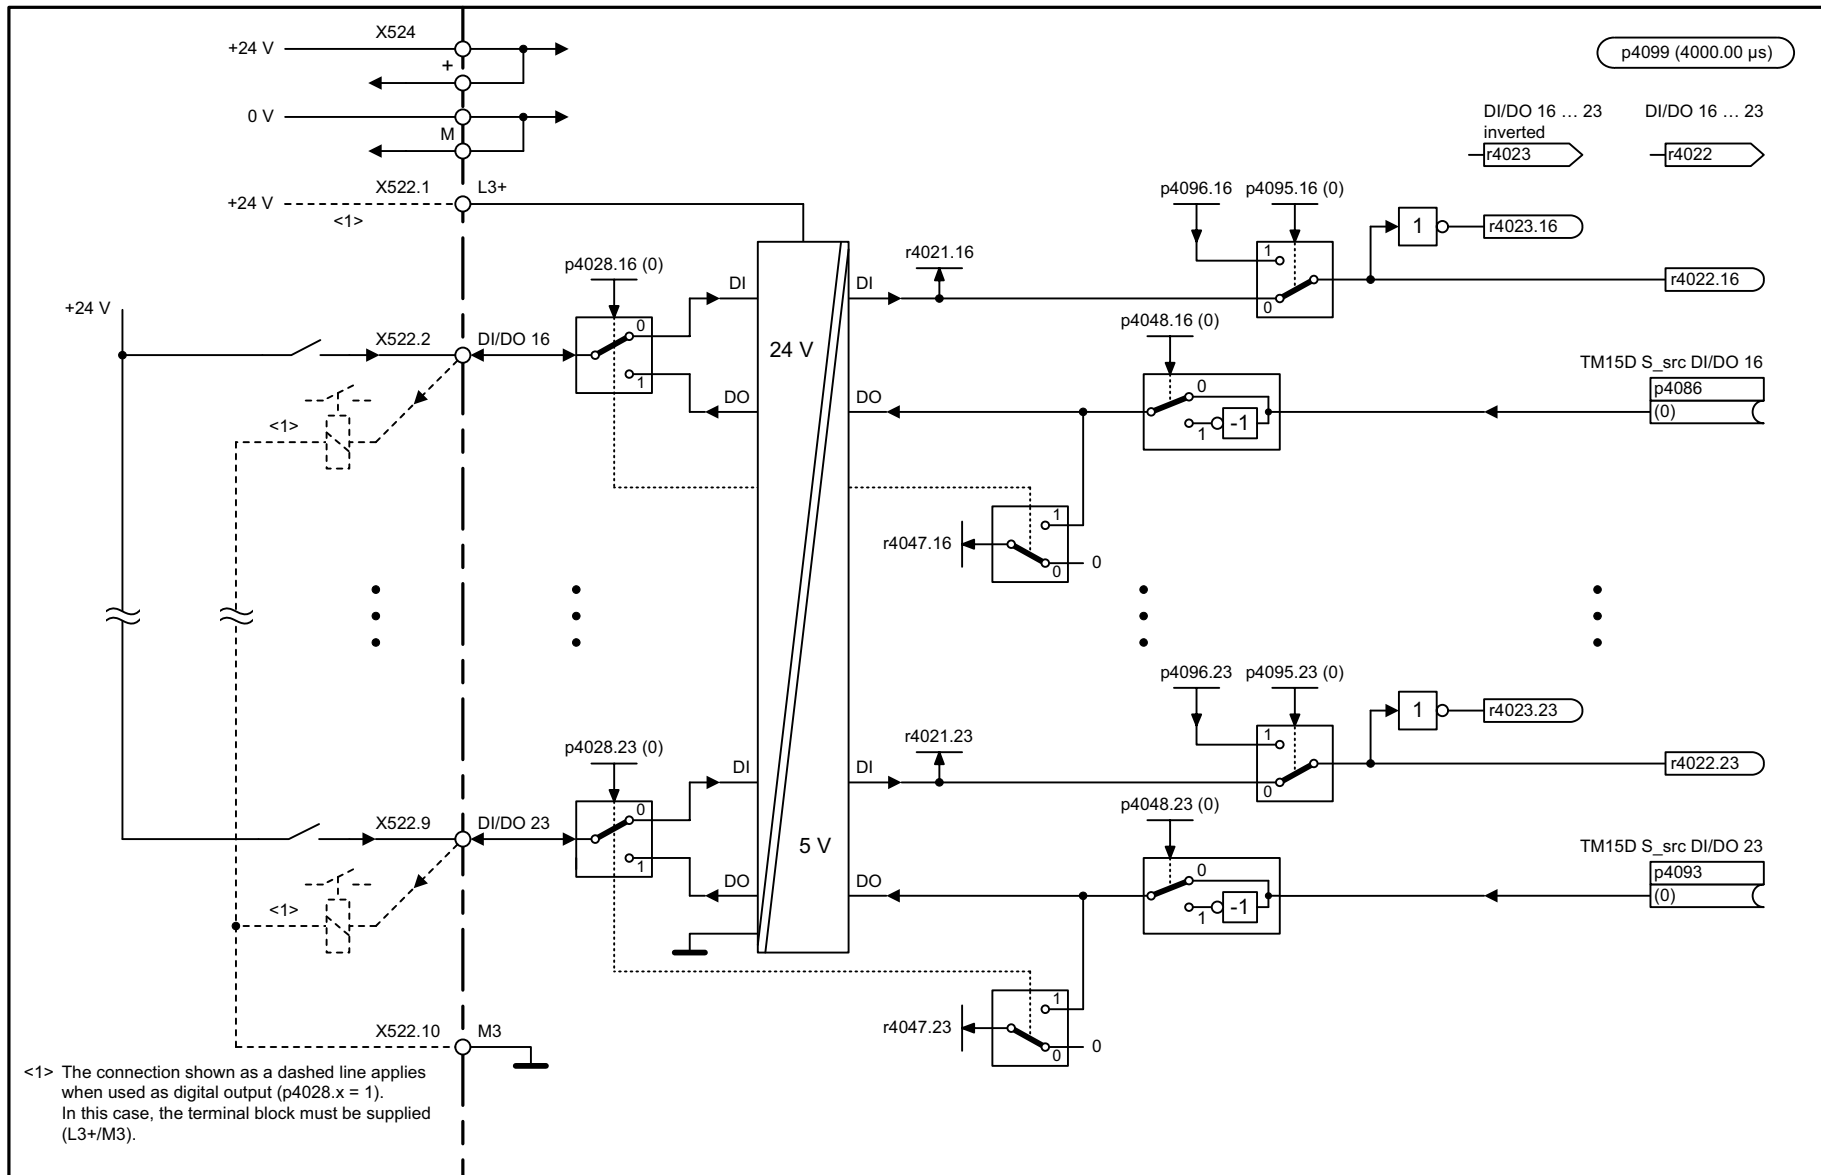 X524
+24 V
+
0 V
M
p4099 (4000.00 µs)
DI/DO 16 … 23
inverted
r4023
DI/DO 16 … 23
r4022
X522.1
L3+
+24 V
<1>
p4096.16
p4095.16 (0)
1
r4023.16
r4021.16
1
0
r4022.16
p4028.16 (0)
DI
DI
0
1
+24 V
X522.2
DI/DO 16
24 V
p4048.16 (0)
0
1
-1
TM15D S_src DI/DO 16
p4086
(0)
DO
DO
<1>
r4047.16
1
0
0
p4096.23
p4095.23 (0)
1
r4023.23
r4021.23
1
0
r4022.23
p4028.23 (0)
DI
DI
0
1
X522.9
DI/DO 23
5 V
p4048.23 (0)
0
1
-1
TM15D S_src DI/DO 23
p4093
(0)
DO
DO
<1>
r4047.23
1
0
0
X522.10
M3
<1> The connection shown as a dashed line applies
when used as digital output (p4028.x = 1).
In this case, the terminal block must be supplied
(L3+/M3).